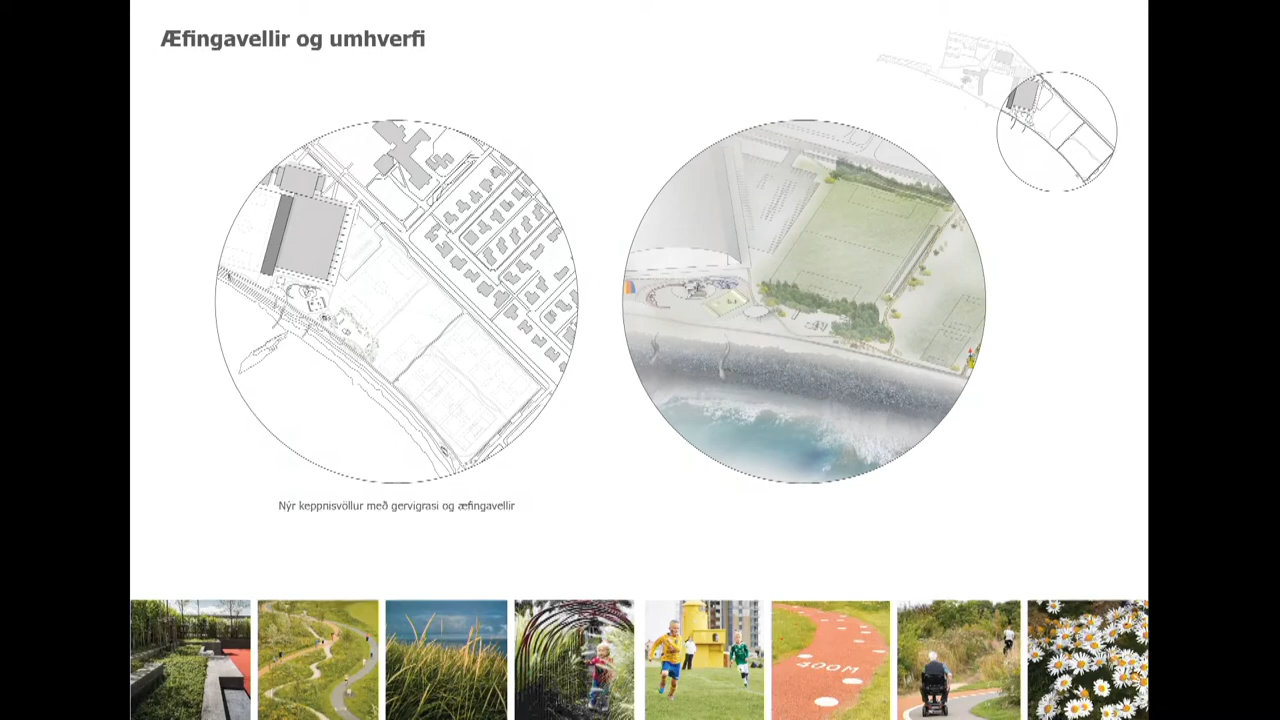 Æfingavellir og umhverfi
Nýr keppnisvöllur með gervigrasi og æfingavellir
400M